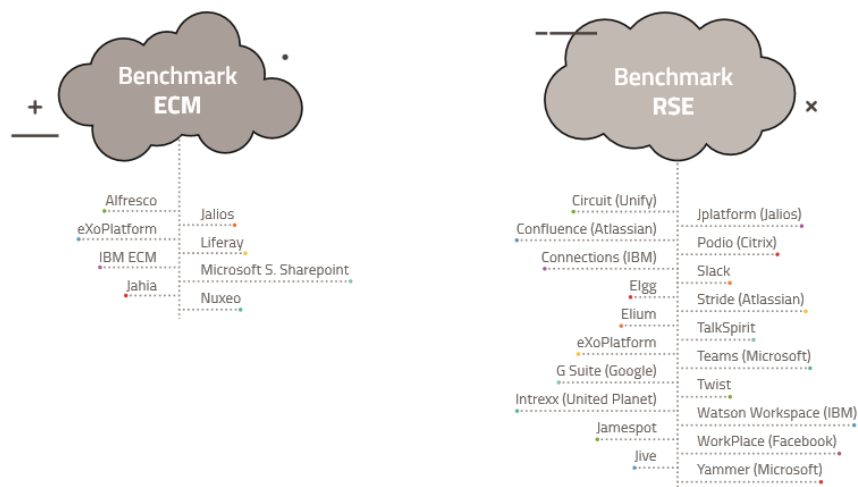 Benchmark
ECM
Alfresco
Jalios
eXoPlatform
Liferay
IBM ECM
Microsoft S. Sharepoint
Jahia
Nuxeo
Benchmark
RSE
Circuit (Unify)
Jplatform (Jalios)
Confluence (Atlassian)
Podio (Citrix)
Connections (IBM)
Slack
Elgg
Stride (Atlassian)
Elium
TalkSpirit
eXoPlatform
Teams (Microsoft)
G Suite (Google)
Twist
Intrexx (United Planet)
Watson Workspace (IBM)
Jamespot
WorkPlace (Facebook)
Jive
Yammer (Microsoft)